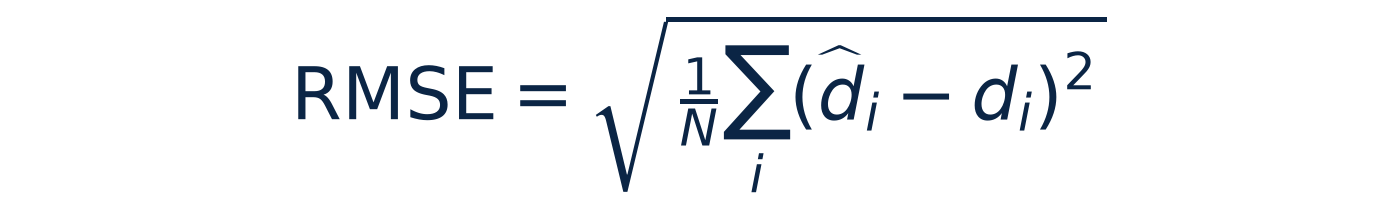 RMSE = √(1/N ∑_i (d̂_i − d_i)²)